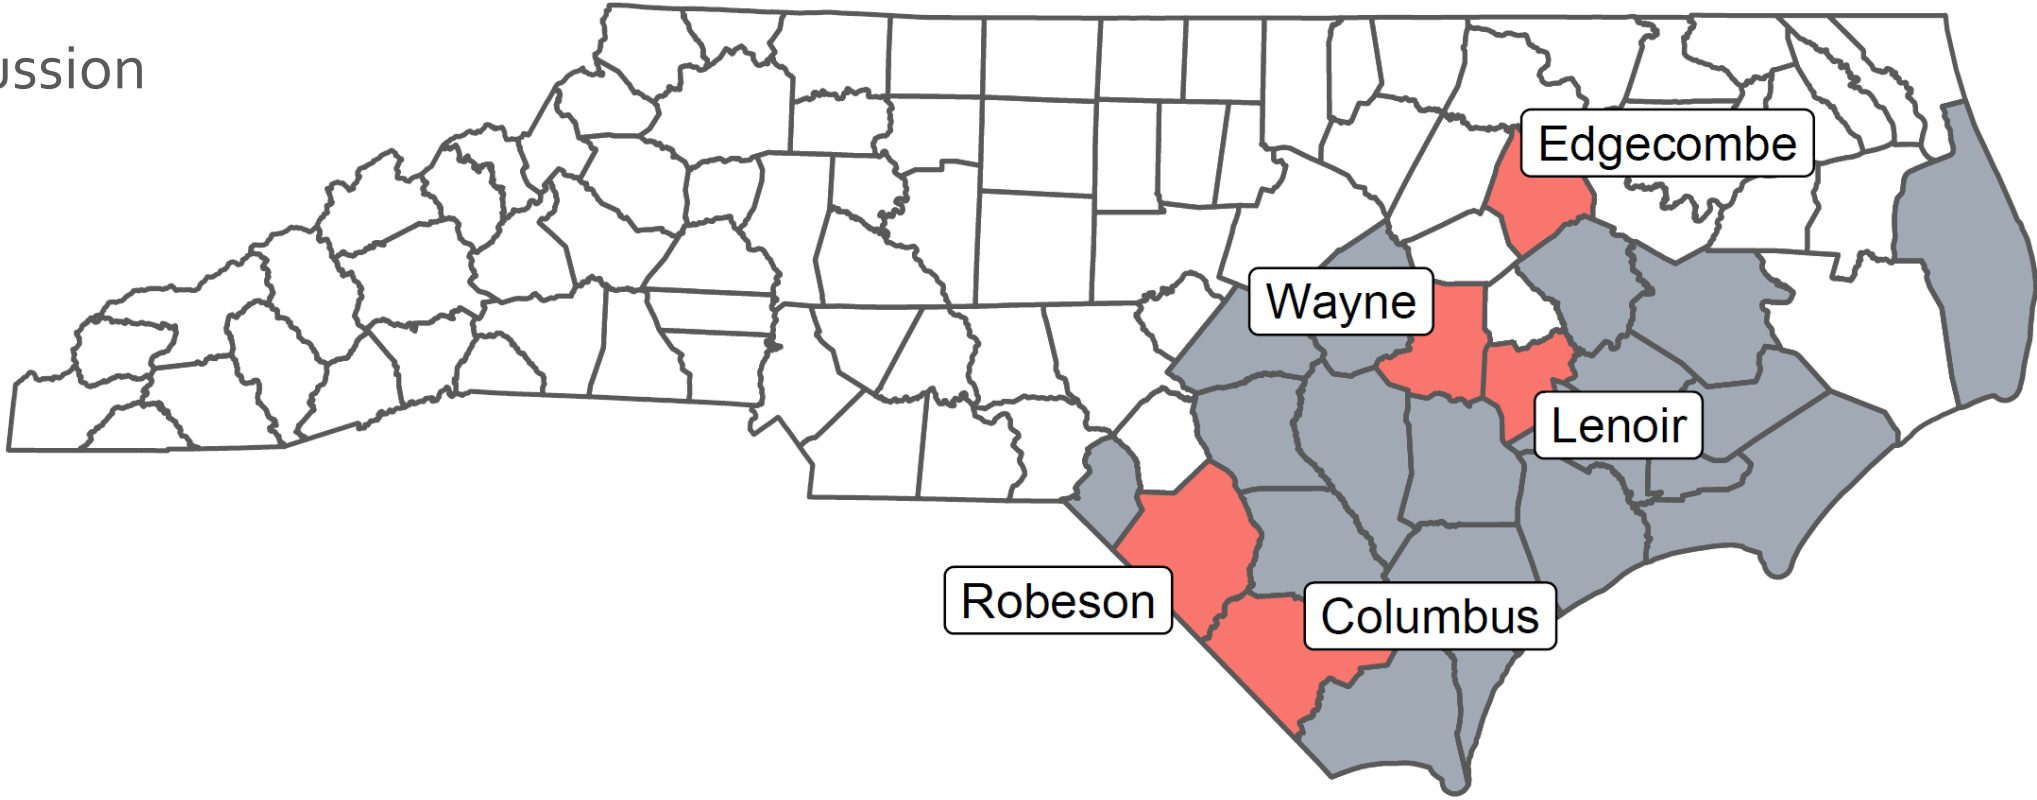 ussion
Edgecombe
Wayne
Lenoir
Robeson
Columbus